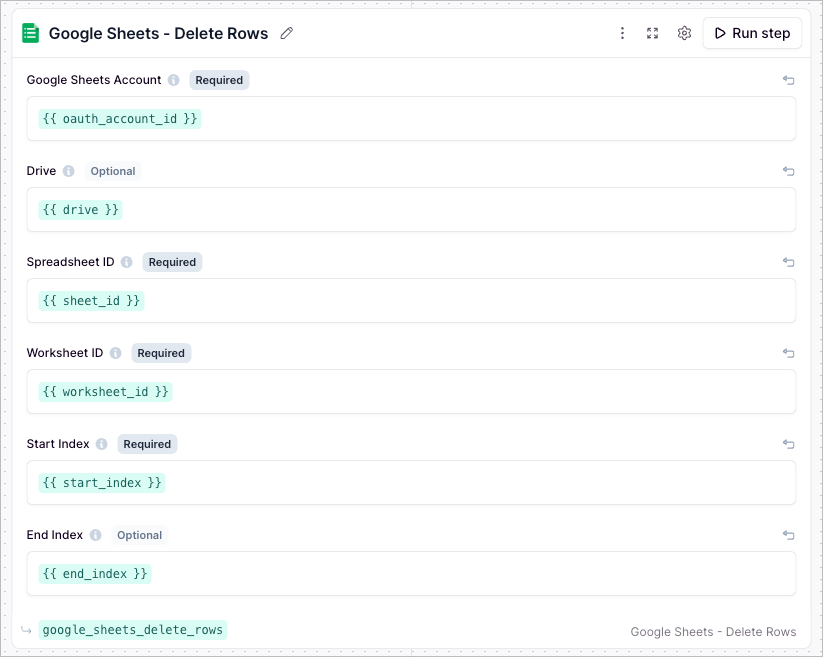 Google Sheets - Delete Rows
Run step
Google Sheets Account Required
{{ oauth_account_id }}
Drive Optional
{{ drive }}
Spreadsheet ID Required
{{ sheet_id }}
Worksheet ID Required
{{ worksheet_id }}
Start Index Required
{{ start_index }}
End Index Optional
{{ end_index }}
google_sheets_delete_rows
Google Sheets - Delete Rows